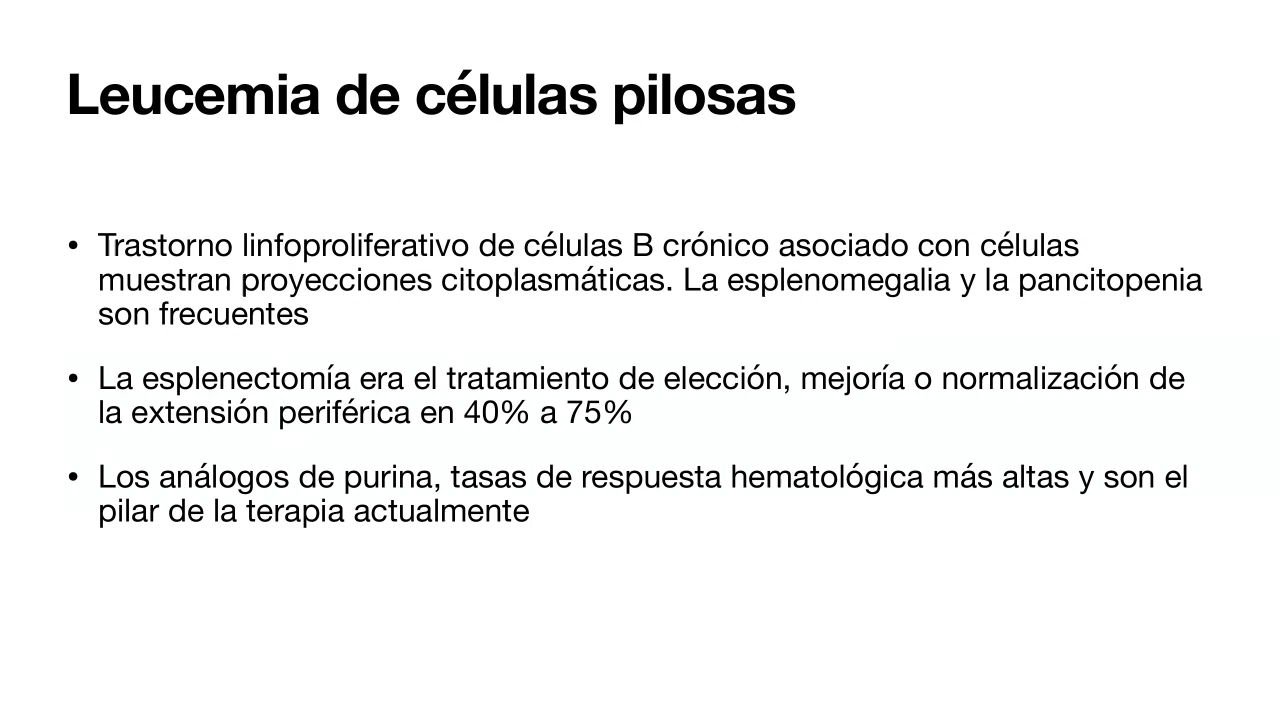 Leucemia de células pilosas
• Trastorno linfoproliferativo de células B crónico asociado con células
muestran proyecciones citoplasmáticas. La esplenomegalia y la pancitopenia
son frecuentes
• La esplenectomía era el tratamiento de elección, mejoría o normalización de
la extensión periférica en 40% a 75%
• Los análogos de purina, tasas de respuesta hematológica más altas y son el
pilar de la terapia actualmente